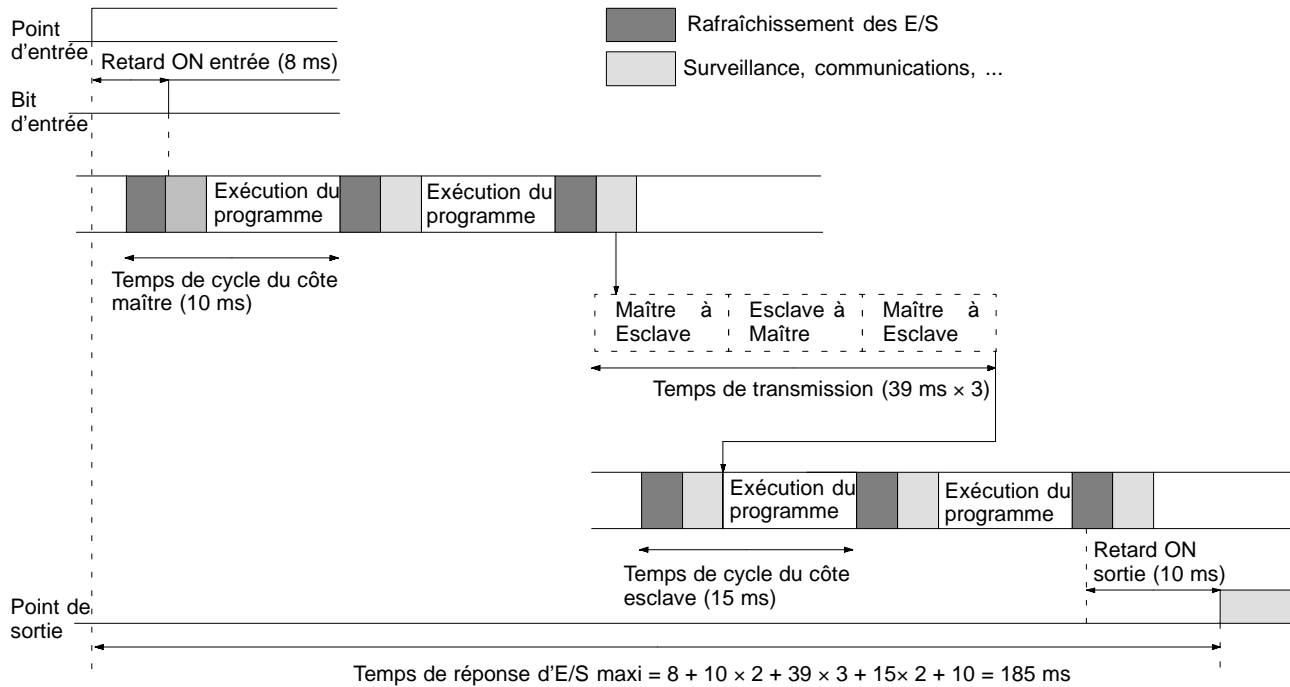 Point
d'entrée
Rafraîchissement des E/S
Retard ON entrée (8 ms)
Surveillance, communications, ...
Bit
d'entrée
Exécution du
programme
Exécution du
programme
Temps de cycle du côte
maître (10 ms)
Maître à
Esclave
Esclave à
Maître
Maître à
Esclave
Temps de transmission (39 ms × 3)
Exécution du
programme
Exécution du
programme
Retard ON
sortie (10 ms)
Temps de cycle du côte
esclave (15 ms)
Point de
sortie
Temps de réponse d'E/S maxi = 8 + 10 × 2 + 39 × 3 + 15× 2 + 10 = 185 ms